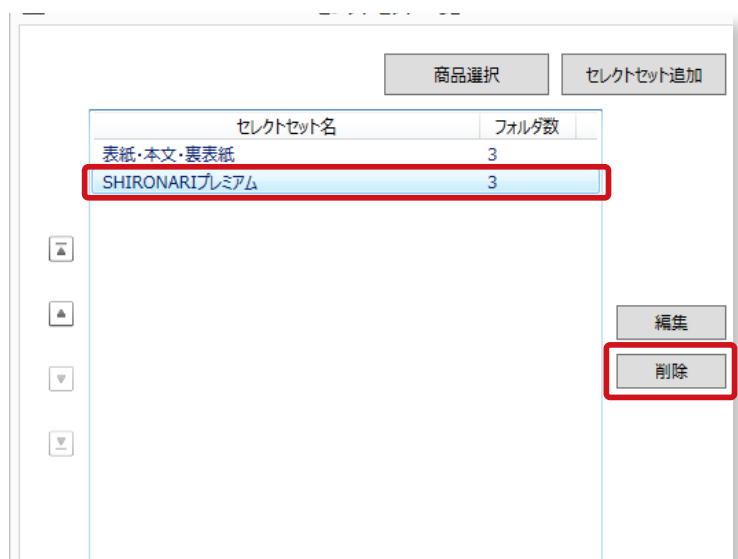 商品選択 セレクトセット追加
セレクトセット名 フォルダ数
表紙・本文・裏表紙 3
SHIRONARIプレミアム 3
編集
削除